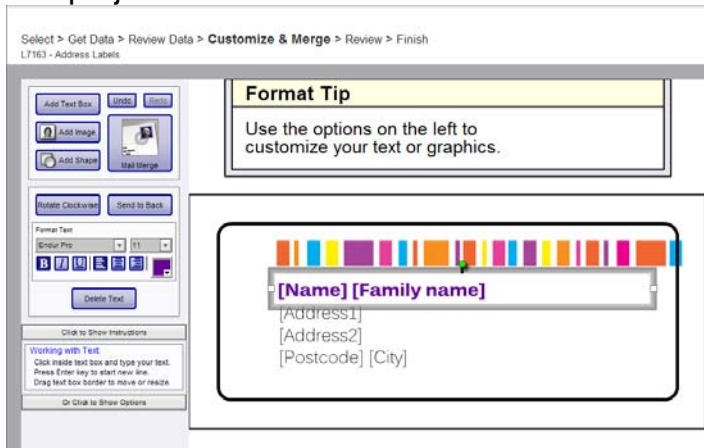 Select > Get Data > Review Data > Customize & Merge > Review > Finish
L7163 - Address Labels
Add Text Box
Undo
Redo
Add Image
Add Shape
Mail Merge
Format Tip
Use the options on the left to
customize your text or graphics.
Rotate Clockwise
Send to Back
Format Text
Endur Pro
11
B I U
Delete Text
Click to Show Instructions
Working with Text
Click inside text box and type your text.
Press Enter key to start new line.
Drag text box border to move or resize.
Or Click to Show Options
[Name] [Family name]
[Address1]
[Address2]
[Postcode] [City]